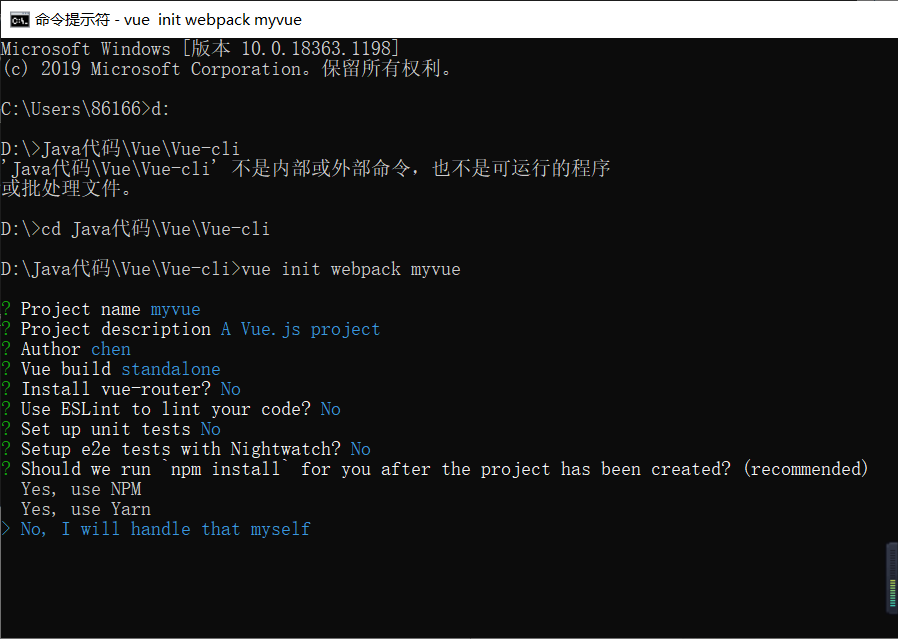 命令提示符 - vue  init webpack myvue
Microsoft Windows [版本 10.0.18363.1198]
(c) 2019 Microsoft Corporation。保留所有权利。
C:\Users\86166>d:
D:\>Java代码\Vue\Vue-cli
'Java代码\Vue\Vue-cli' 不是内部或外部命令，也不是可运行的程序
或批处理文件。
D:\>cd Java代码\Vue\Vue-cli
D:\Java代码\Vue\Vue-cli>vue init webpack myvue
? Project name myvue
? Project description A Vue.js project
? Author chen
? Vue build standalone
? Install vue-router? No
? Use ESLint to lint your code? No
? Set up unit tests No
? Setup e2e tests with Nightwatch? No
? Should we run `npm install` for you after the project has been created? (recommended)
  Yes, use NPM
  Yes, use Yarn
> No, I will handle that myself